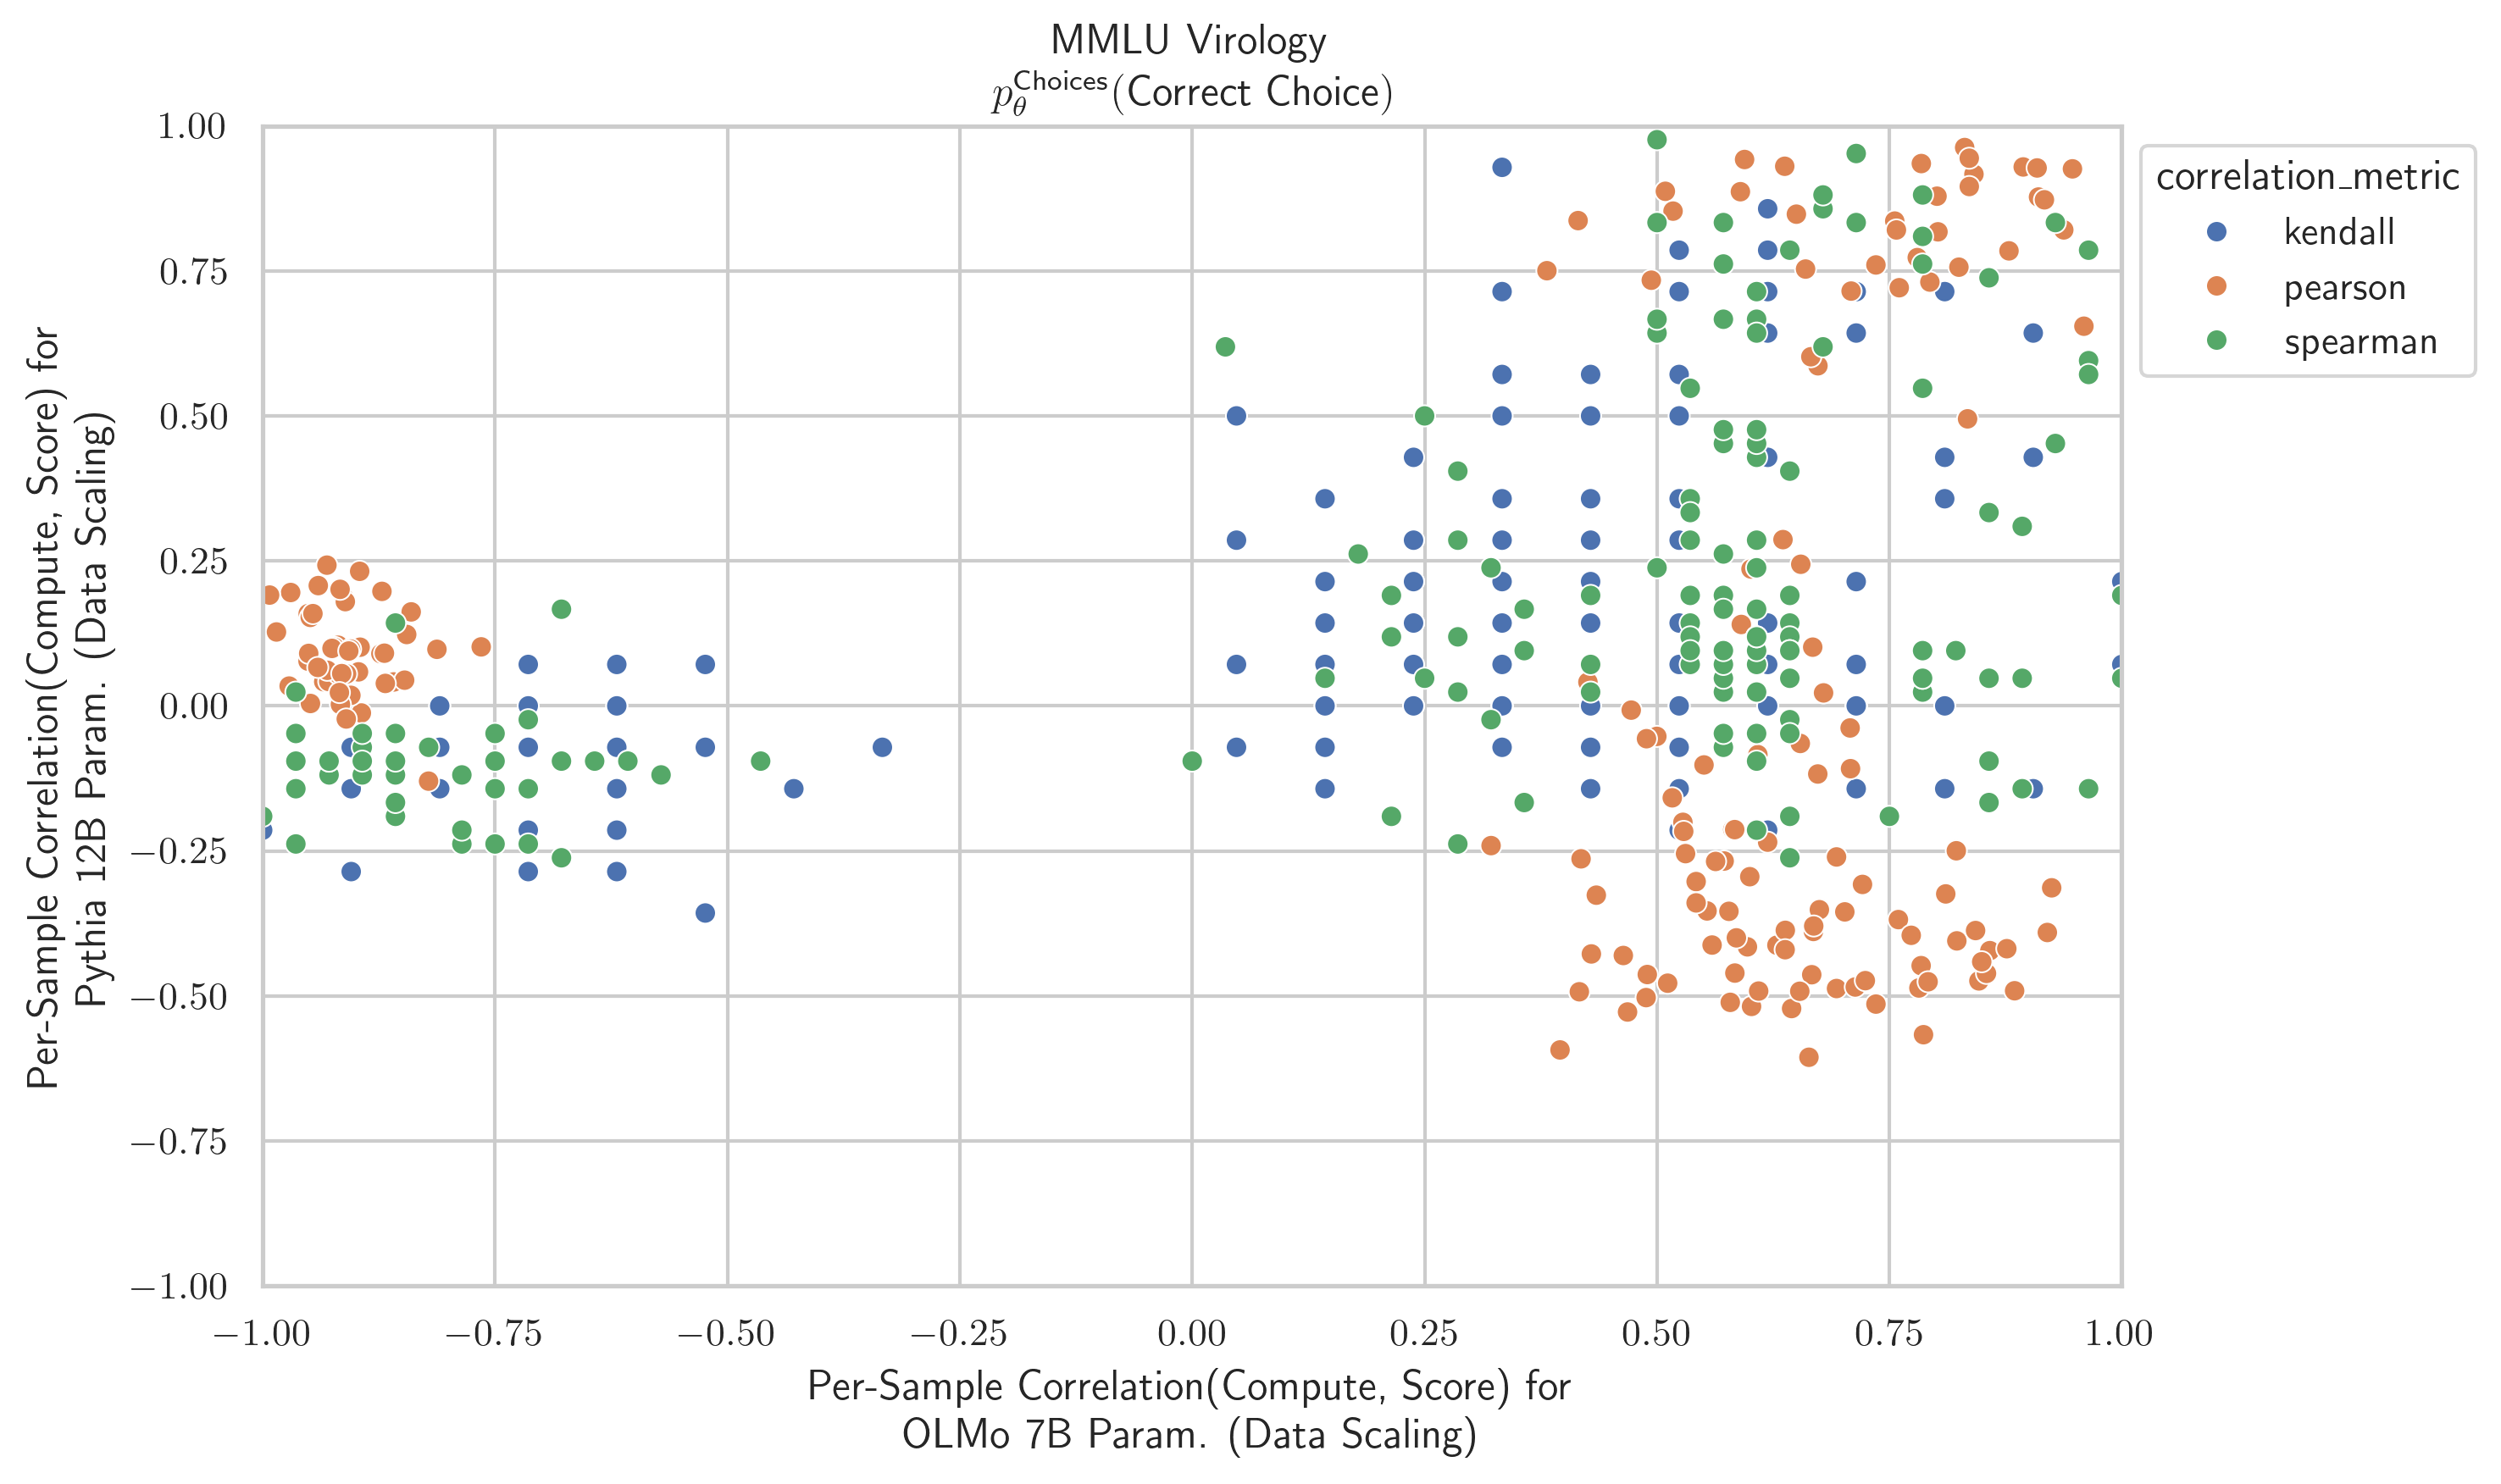 MMLU Virology
p_θ^Choices(Correct Choice)
Per-Sample Correlation(Compute, Score) for
Pythia 12B Param. (Data Scaling)
1.00
0.75
0.50
0.25
0.00
−0.25
−0.50
−0.75
−1.00
−1.00 −0.75 −0.50 −0.25 0.00 0.25 0.50 0.75 1.00
Per-Sample Correlation(Compute, Score) for
OLMo 7B Param. (Data Scaling)
correlation_metric
kendall
pearson
spearman